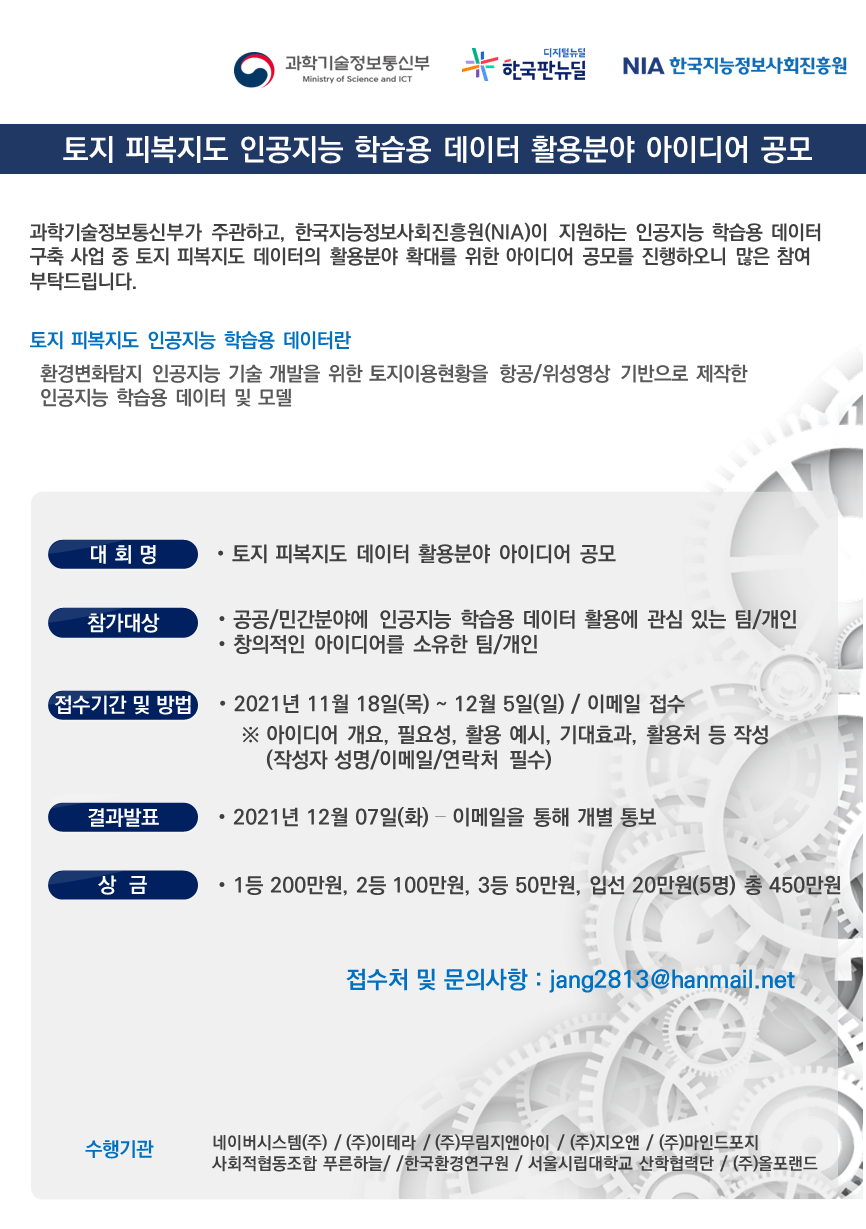 과학기술정보통신부
Ministry of Science and ICT
디지털뉴딜
한국판뉴딜
NIA 한국지능정보사회진흥원
토지 피복지도 인공지능 학습용 데이터 활용분야 아이디어 공모
과학기술정보통신부가 주관하고, 한국지능정보사회진흥원(NIA)이 지원하는 인공지능 학습용 데이터
구축 사업 중 토지 피복지도 데이터의 활용분야 확대를 위한 아이디어 공모를 진행하오니 많은 참여
부탁드립니다.
토지 피복지도 인공지능 학습용 데이터란
환경변화탐지 인공지능 기술 개발을 위한 토지이용현황을 항공/위성영상 기반으로 제작한
인공지능 학습용 데이터 및 모델
대 회 명
• 토지 피복지도 데이터 활용분야 아이디어 공모
참가대상
• 공공/민간분야에 인공지능 학습용 데이터 활용에 관심 있는 팀/개인
• 창의적인 아이디어를 소유한 팀/개인
접수기간 및 방법
• 2021년 11월 18일(목) ~ 12월 5일(일) / 이메일 접수
※ 아이디어 개요, 필요성, 활용 예시, 기대효과, 활용처 등 작성
(작성자 성명/이메일/연락처 필수)
결과발표
• 2021년 12월 07일(화) – 이메일을 통해 개별 통보
상 금
• 1등 200만원, 2등 100만원, 3등 50만원, 입선 20만원(5명) 총 450만원
접수처 및 문의사항 : jang2813@hanmail.net
수행기관
네이버시스템(주) / (주)이테라 / (주)무림지앤아이 / (주)지오앤 / (주)마인드포지
사회적협동조합 푸른하늘/ /한국환경연구원 / 서울시립대학교 산학협력단 / (주)올포랜드